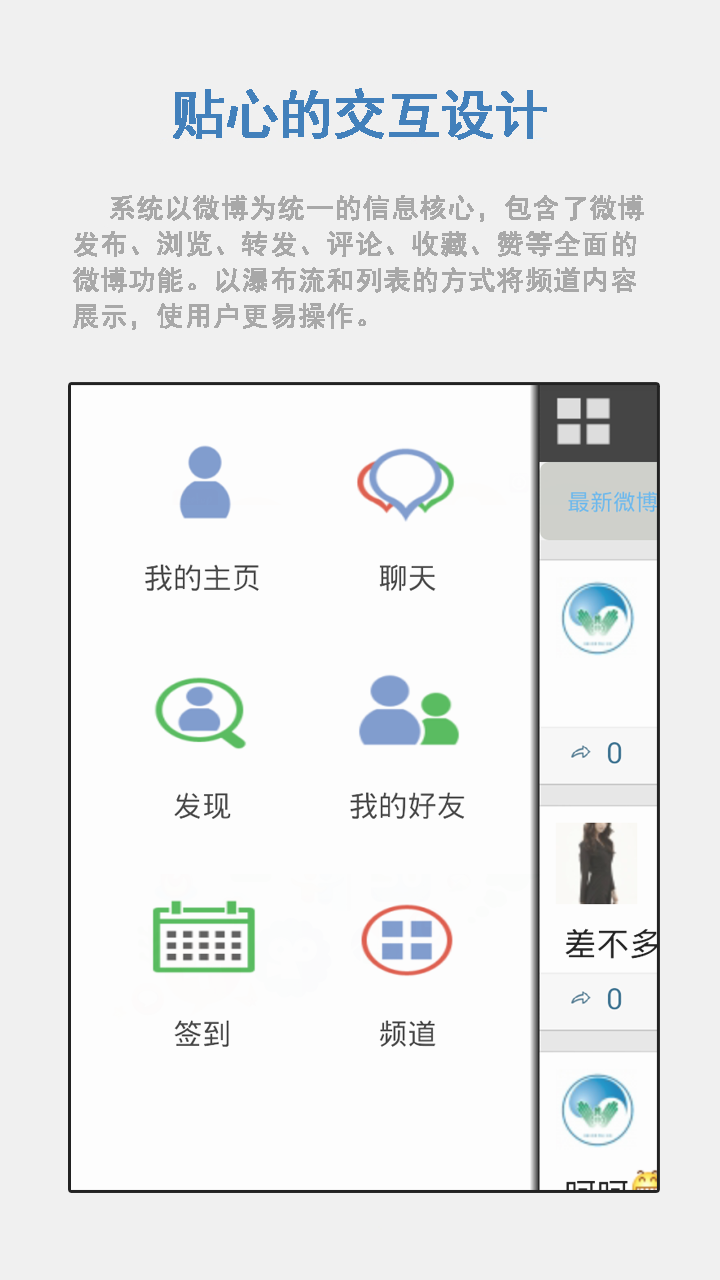 贴心的交互设计
系统以微博为统一的信息核心，包含了微博
发布、浏览、转发、评论、收藏、赞等全面的
微博功能。以瀑布流和列表的方式将频道内容
展示，使用户更易操作。
我的主页
聊天
最新微博
发现
我的好友
0
差不多
0
签到
频道
呵呵